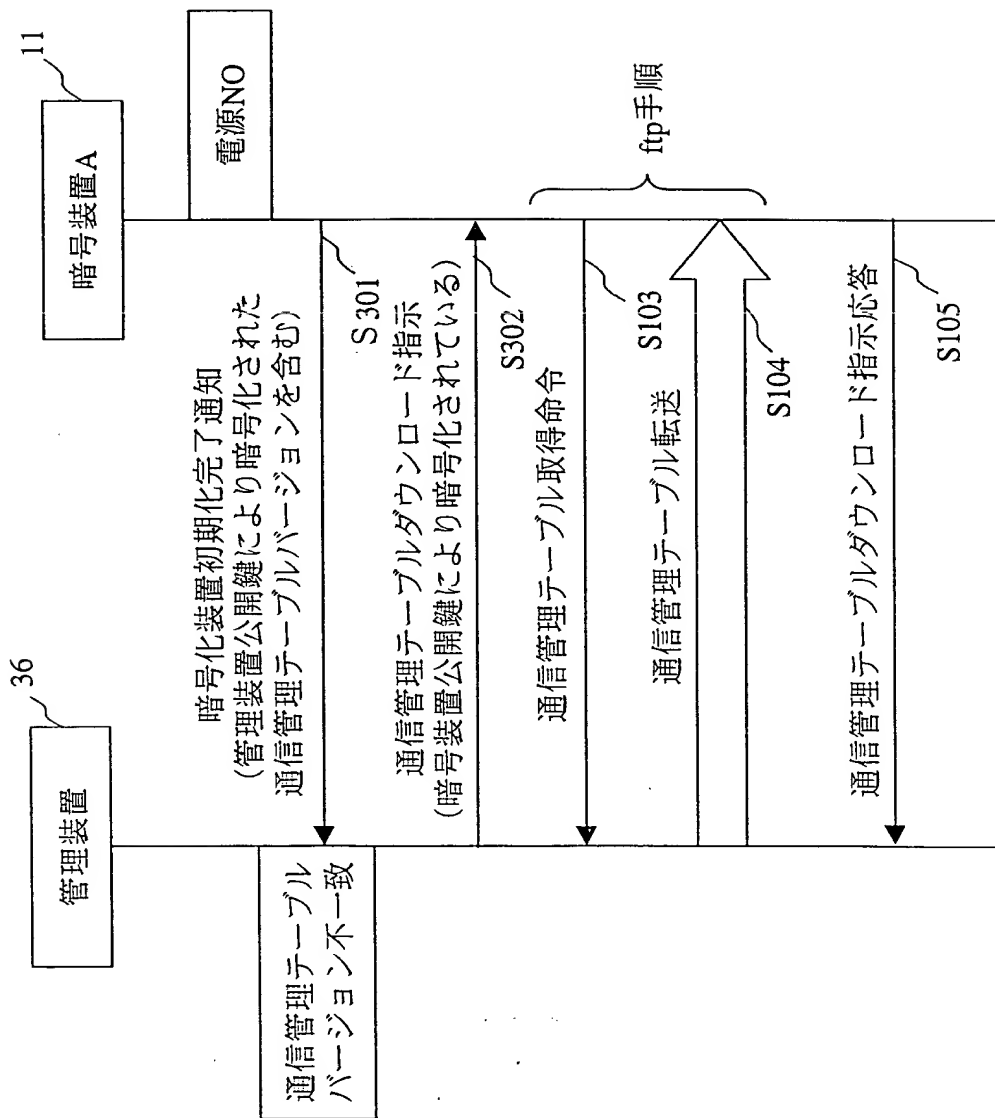 36
管理装置
11
暗号装置A
電源NO
暗号化装置初期化完了通知
(管理装置公開鍵により暗号化された
通信管理テーブルバージョンを含む)
S301
通信管理テーブル
バージョン不一致
通信管理テーブルダウンロード指示
(暗号装置公開鍵により暗号化されている)
S302
通信管理テーブル取得命令
S103
ftp手順
通信管理テーブル転送
S104
通信管理テーブルダウンロード指示応答
S105